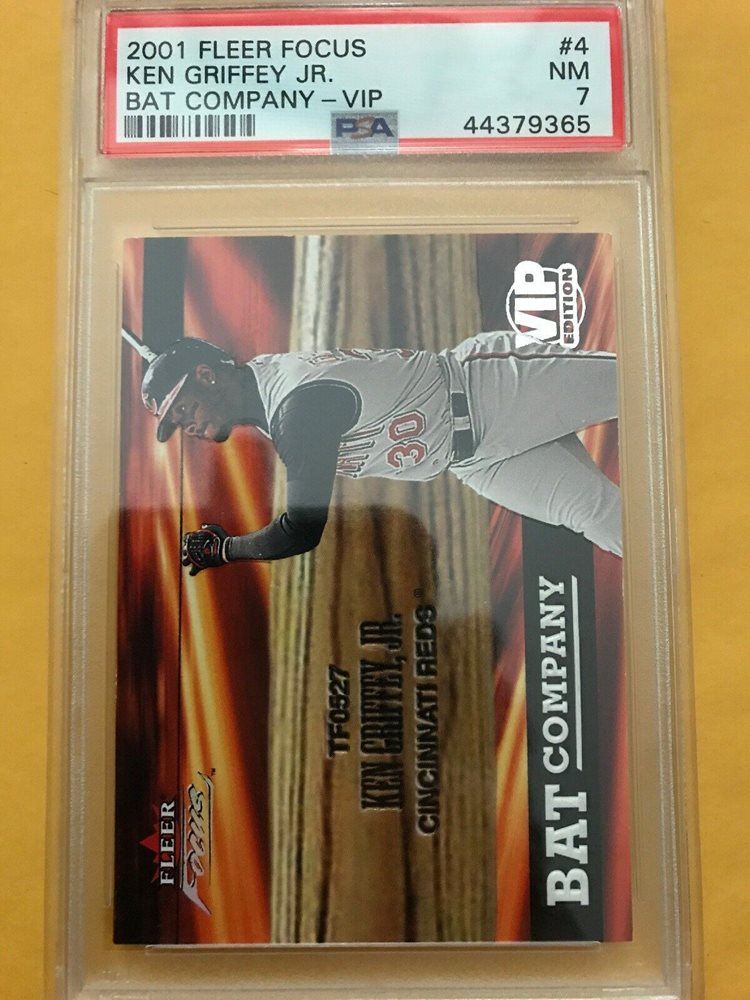 2001 FLEER FOCUS #4
KEN GRIFFEY JR. NM
BAT COMPANY - VIP 7
PSA 44379365
VIP
EDITION
30
TF0527
KEN GRIFFEY, JR.
CINCINNATI REDS®
BAT COMPANY
FLEER
Focus™